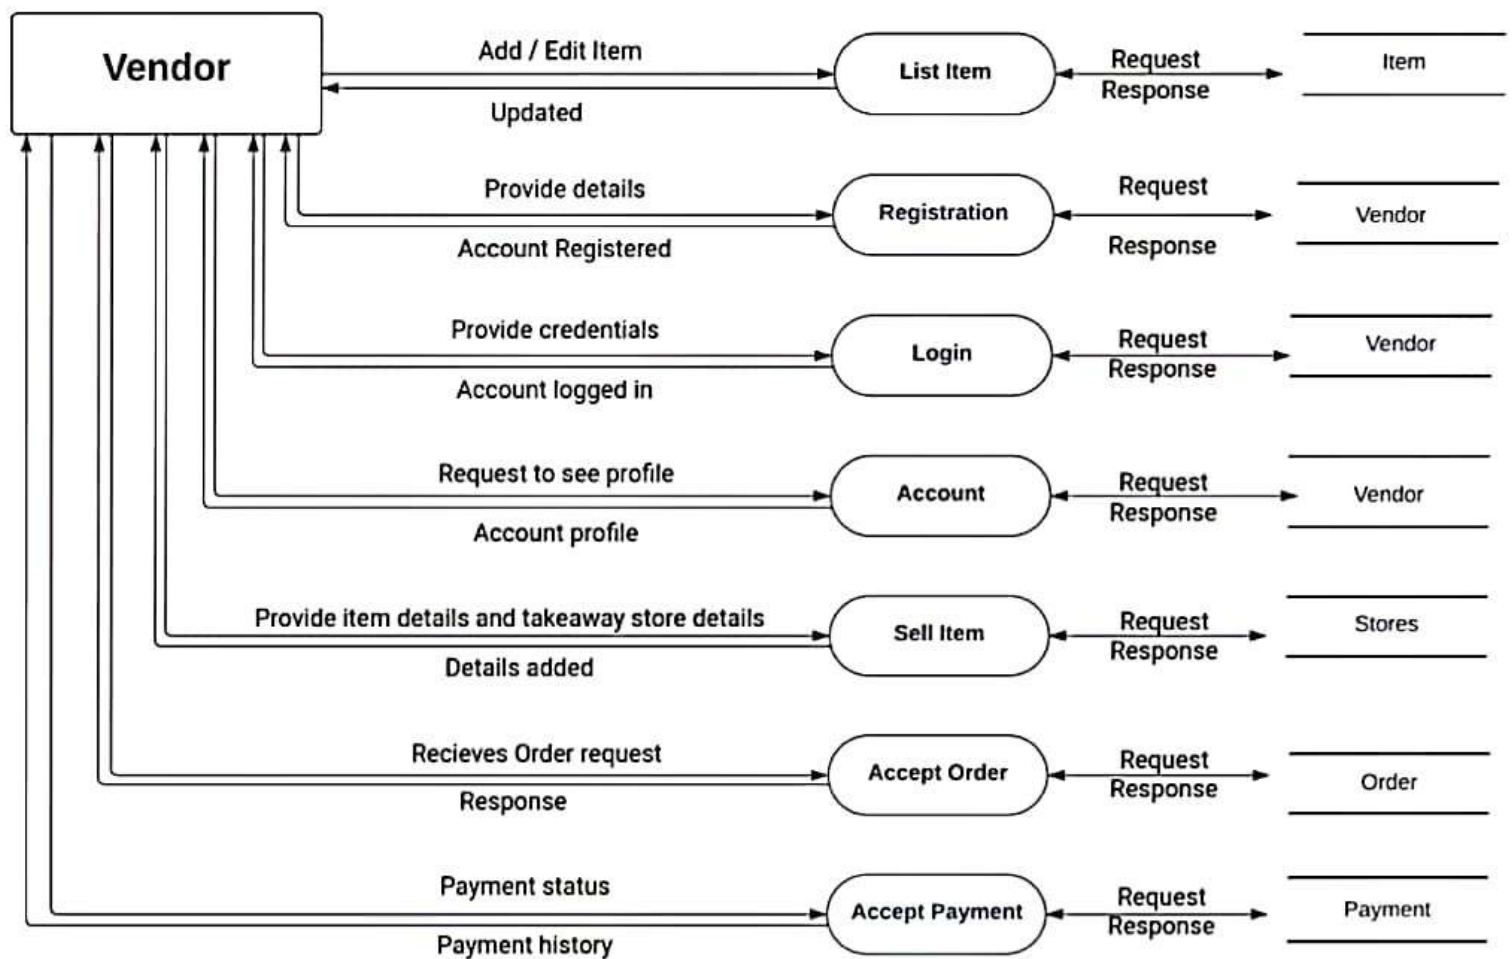 Vendor
Add / Edit Item
Updated
List Item
Request
Response
Item
Provide details
Account Registered
Registration
Request
Response
Vendor
Provide credentials
Account logged in
Login
Request
Response
Vendor
Request to see profile
Account profile
Account
Request
Response
Vendor
Provide item details and takeaway store details
Details added
Sell Item
Request
Response
Stores
Recieves Order request
Response
Accept Order
Request
Response
Order
Payment status
Payment history
Accept Payment
Request
Response
Payment